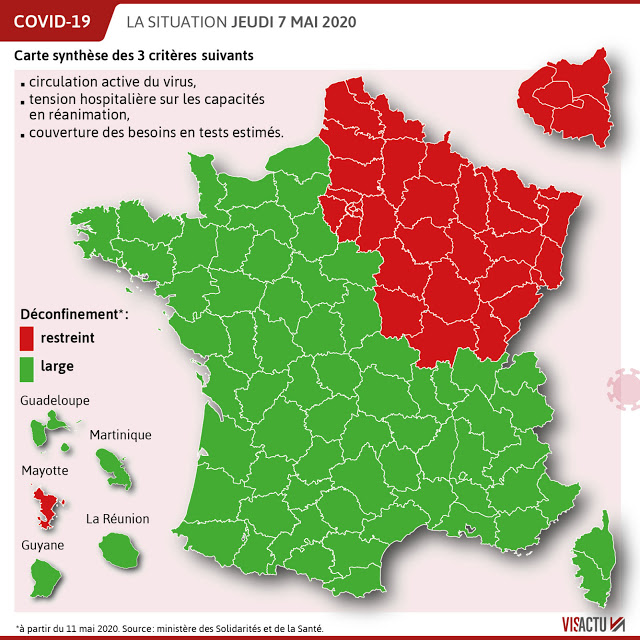 COVID-19
LA SITUATION JEUDI 7 MAI 2020
Carte synthèse des 3 critères suivants
▪ circulation active du virus,
▪ tension hospitalière sur les capacités
en réanimation,
▪ couverture des besoins en tests estimés.
Déconfinement*:
restreint
large
Guadeloupe
Martinique
Mayotte
La Réunion
Guyane
*à partur du 11 mai 2020. Source: ministère des Solidarités et de la Santé.
VISACTU